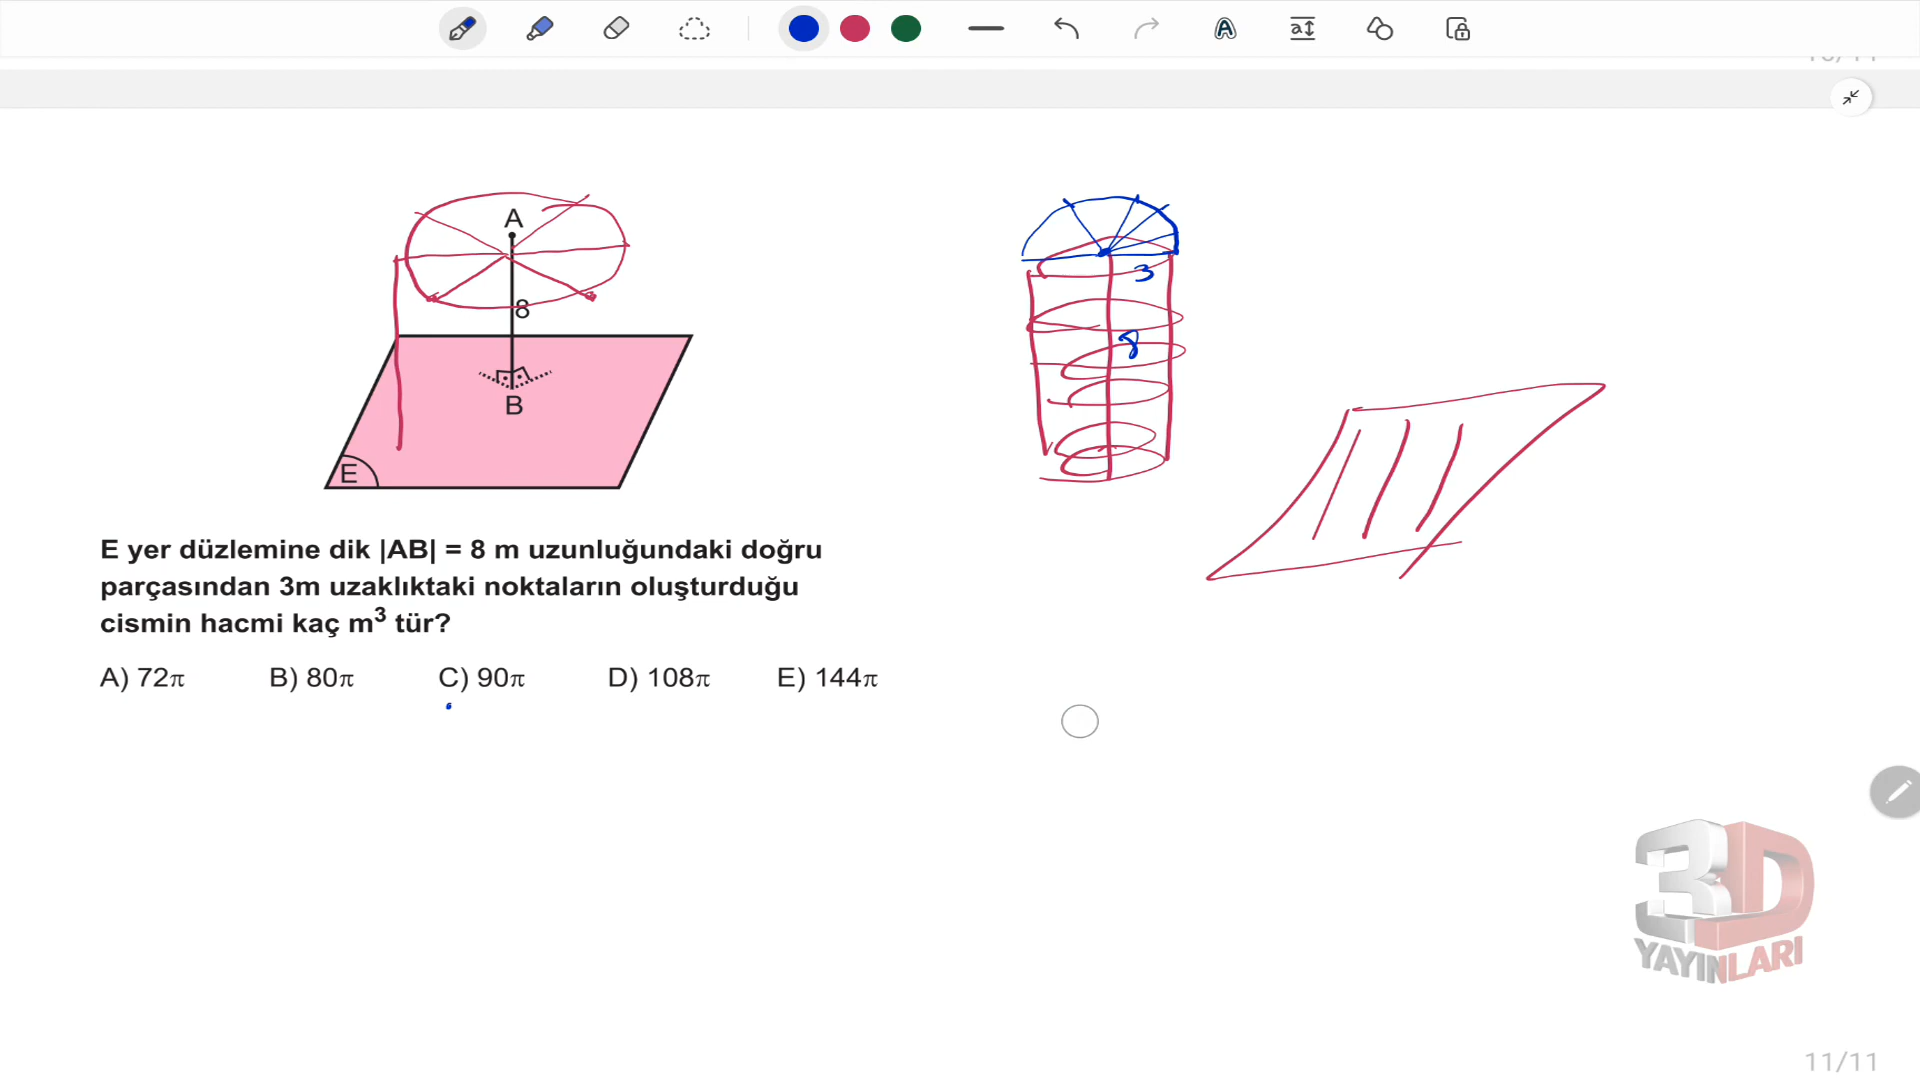 A
8
B
E
3
8
E yer düzlemine dik |AB| = 8 m uzunluğundaki doğru
parçasından 3m uzaklıktaki noktaların oluşturduğu
cismin hacmi kaç m³ tür?
A) 72π B) 80π C) 90π D) 108π E) 144π
3D
YAYINLARI
11/11